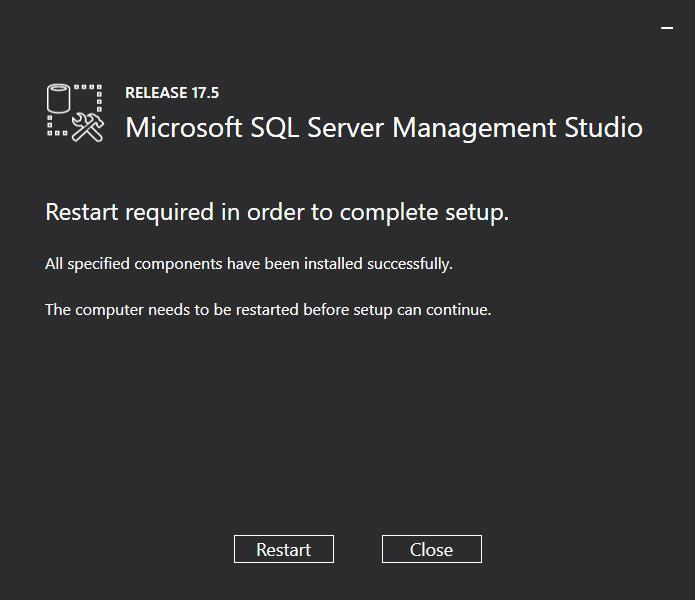 RELEASE 17.5
Microsoft SQL Server Management Studio
Restart required in order to complete setup.
All specified components have been installed successfully.
The computer needs to be restarted before setup can continue.
Restart
Close